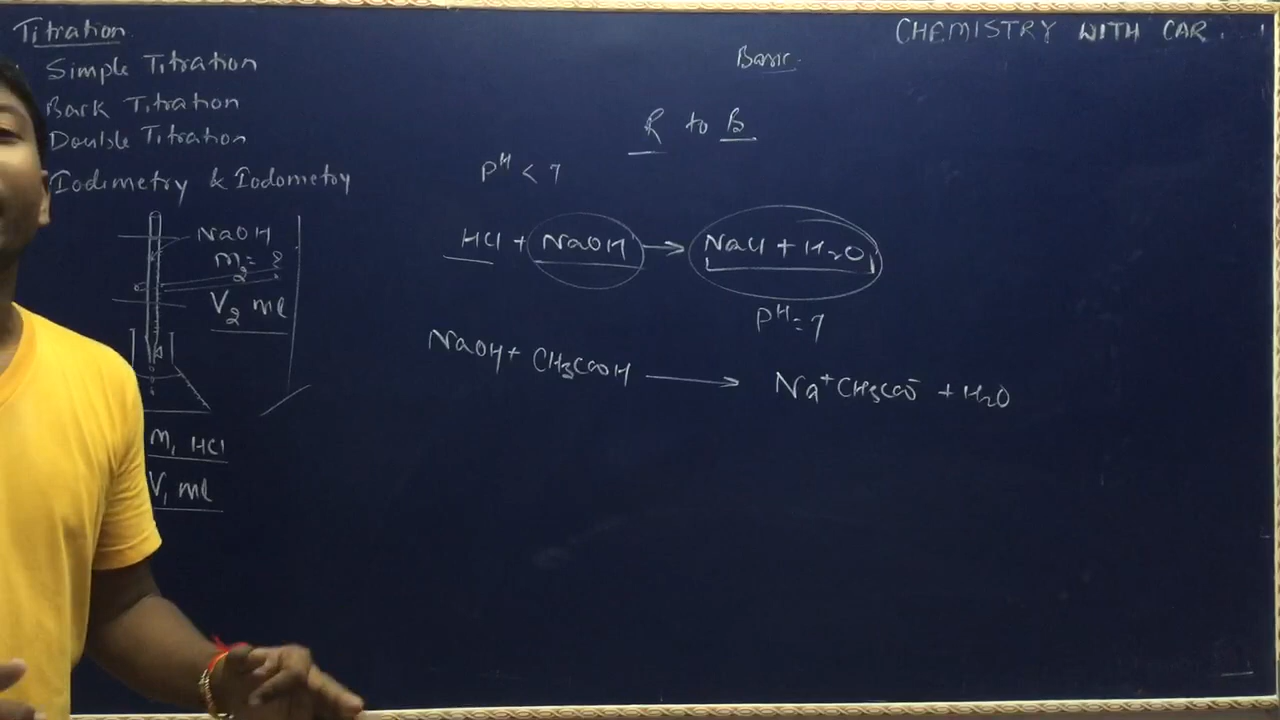 Titration
Simple Titration
Back Titration
Double Titration
Iodimetry & Iodometry
NaOH
M₂ = ?
V₂ ml
M₁ HCl
V₁ ml
CHEMISTRY WITH CAR.
Basic.
R to B
Pᴴ < 7
HCl + NaOH → NaCl + H₂O
Pᴴ = 7
NaOH + CH₃COOH → Na⁺CH₃COO⁻ + H₂O